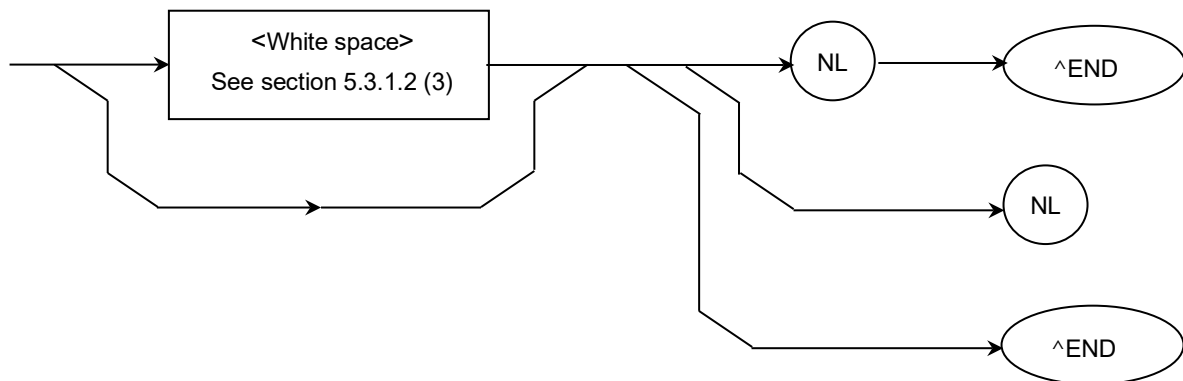 <White space>
See section 5.3.1.2 (3)
NL
^END
NL
^END